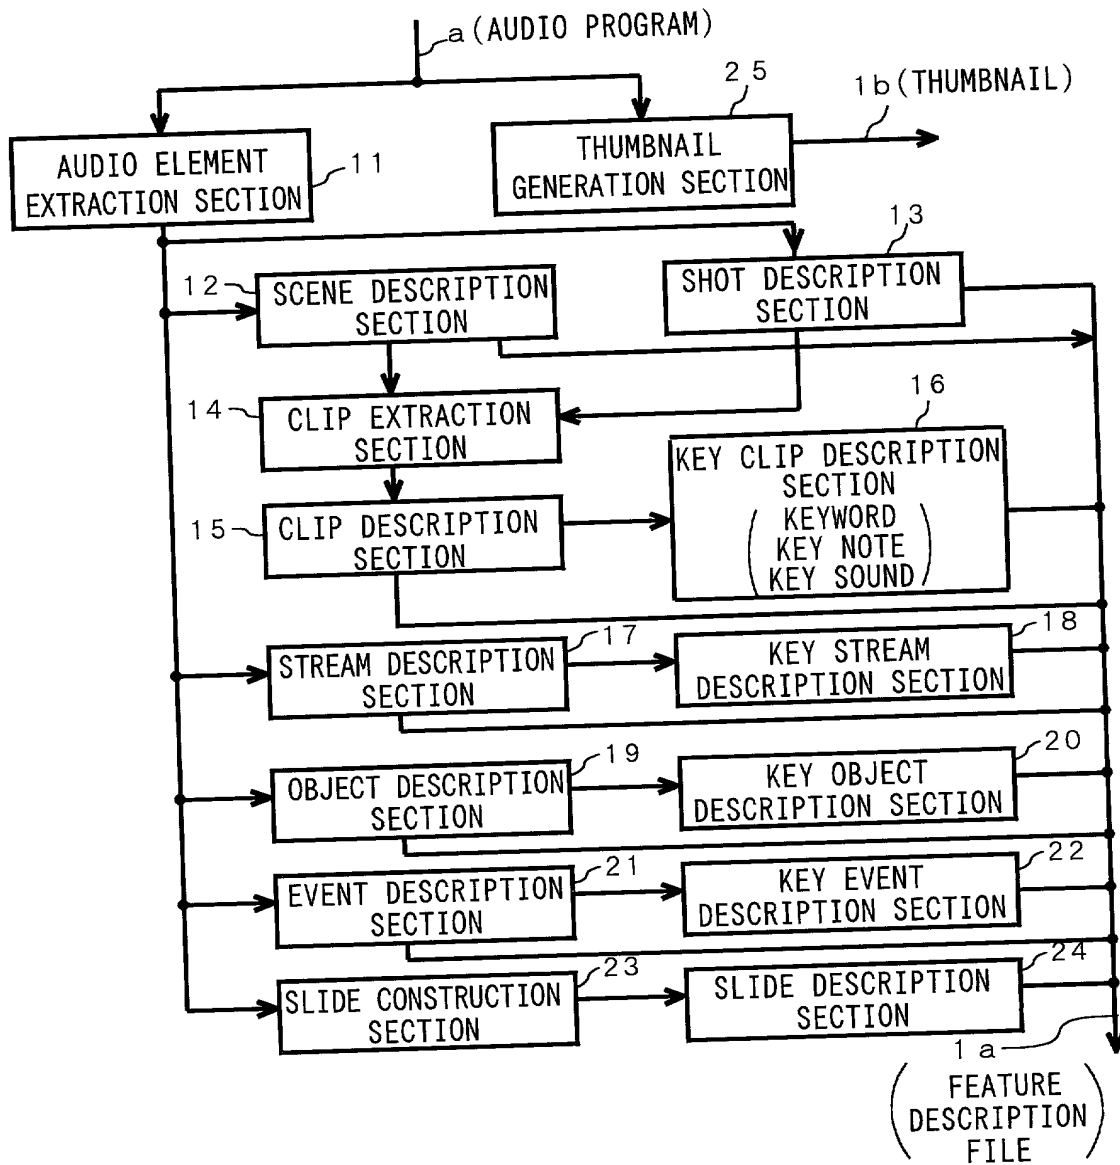 a (AUDIO PROGRAM)
25
1b (THUMBNAIL)
AUDIO ELEMENT
EXTRACTION SECTION
11
THUMBNAIL
GENERATION SECTION
13
12
SCENE DESCRIPTION
SECTION
SHOT DESCRIPTION
SECTION
14
CLIP EXTRACTION
SECTION
16
KEY CLIP DESCRIPTION
SECTION
(KEYWORD
KEY NOTE
KEY SOUND)
15
CLIP DESCRIPTION
SECTION
17
STREAM DESCRIPTION
SECTION
18
KEY STREAM
DESCRIPTION SECTION
19
OBJECT DESCRIPTION
SECTION
20
KEY OBJECT
DESCRIPTION SECTION
21
EVENT DESCRIPTION
SECTION
22
KEY EVENT
DESCRIPTION SECTION
23
SLIDE CONSTRUCTION
SECTION
24
SLIDE DESCRIPTION
SECTION
1a
(FEATURE
DESCRIPTION
FILE)